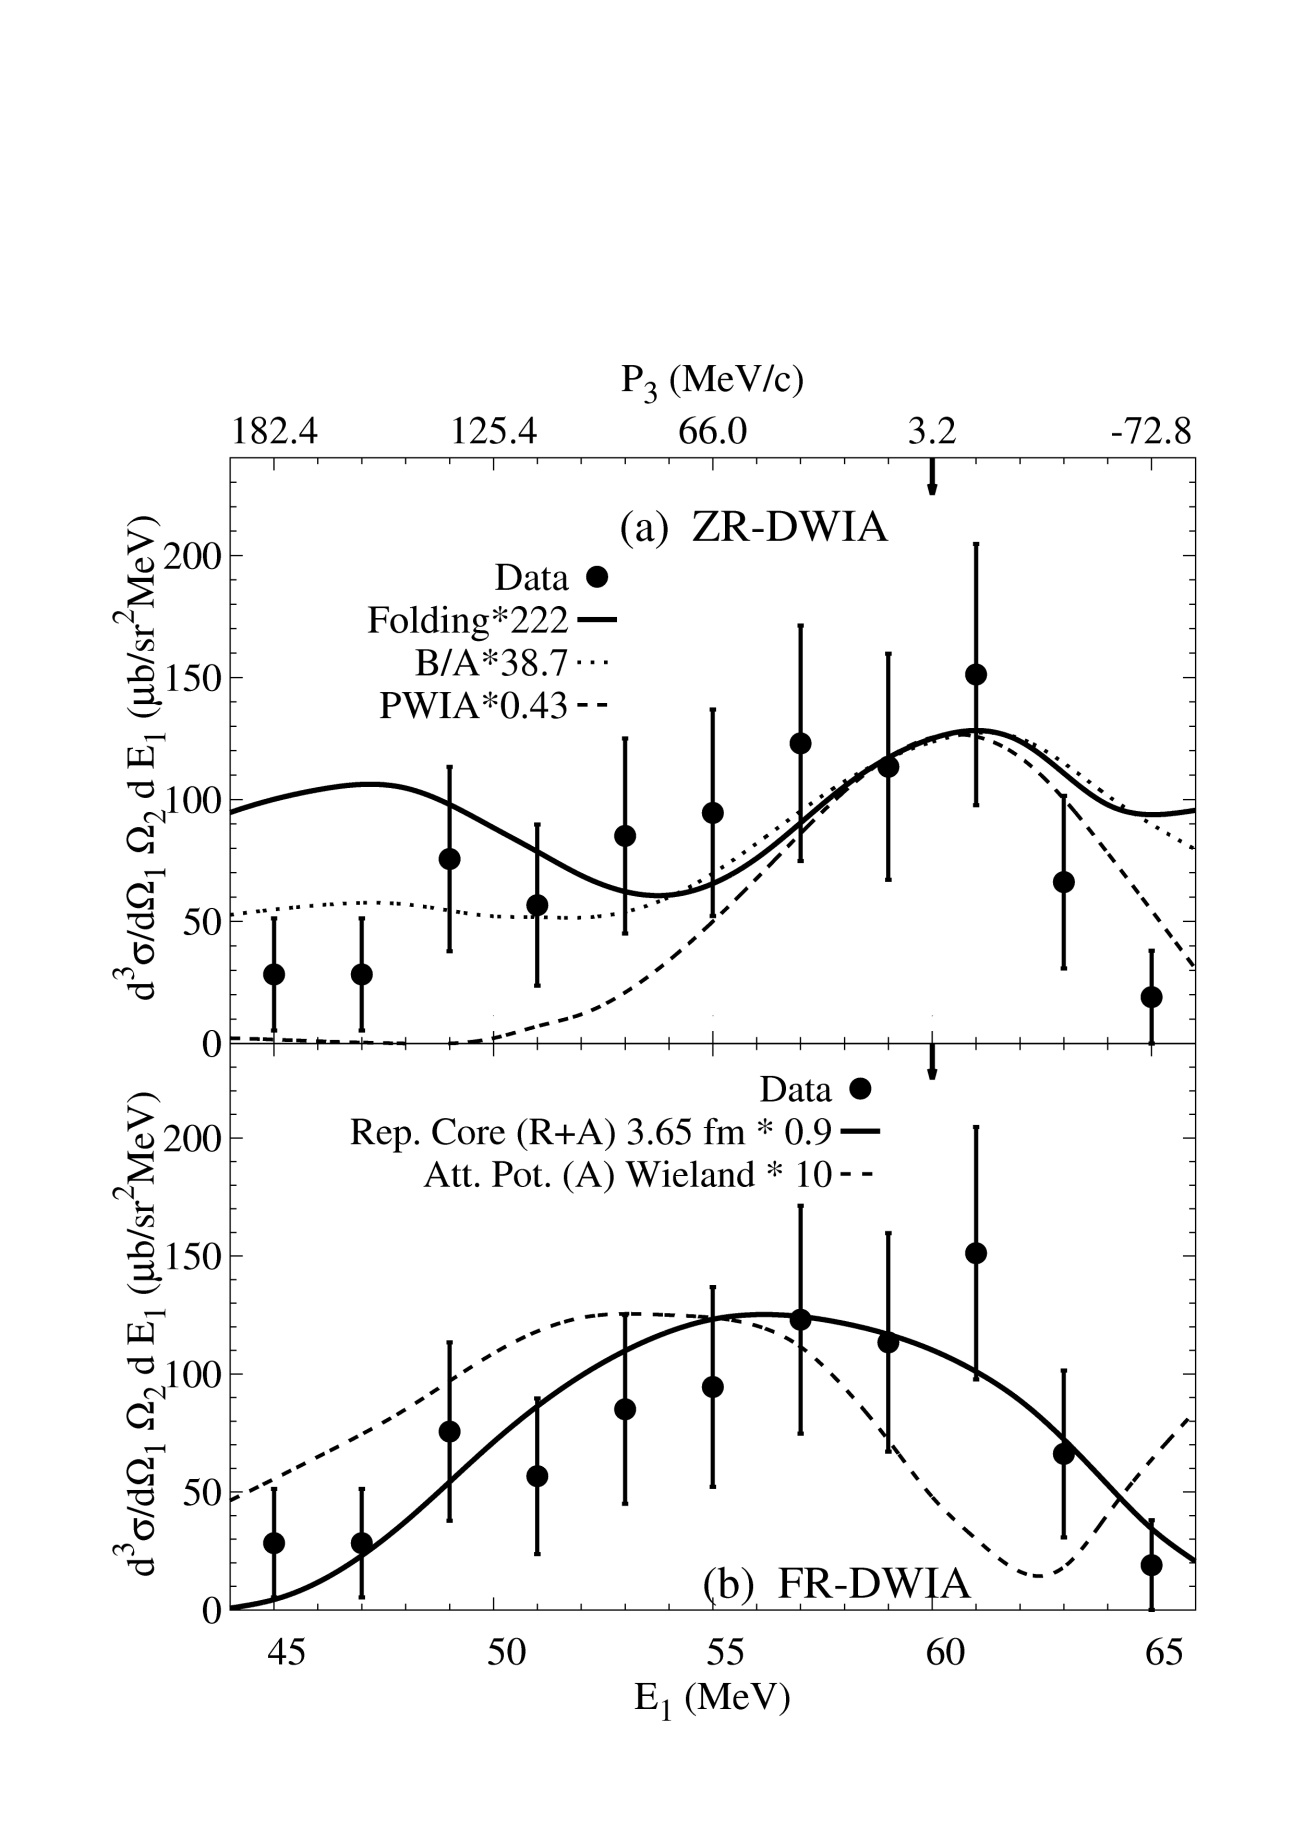 P3 (MeV/c)
182.4 125.4 66.0 3.2 -72.8
(a) ZR-DWIA
Data
Folding*222
B/A*38.7
PWIA*0.43
d3σ/dΩ1 Ω2 d E1 (μb/sr2MeV)
200
150
100
50
0
Data
Rep. Core (R+A) 3.65 fm * 0.9
Att. Pot. (A) Wieland * 10
d3σ/dΩ1 Ω2 d E1 (μb/sr2MeV)
200
150
100
50
0
(b) FR-DWIA
45 50 55 60 65
E1 (MeV)